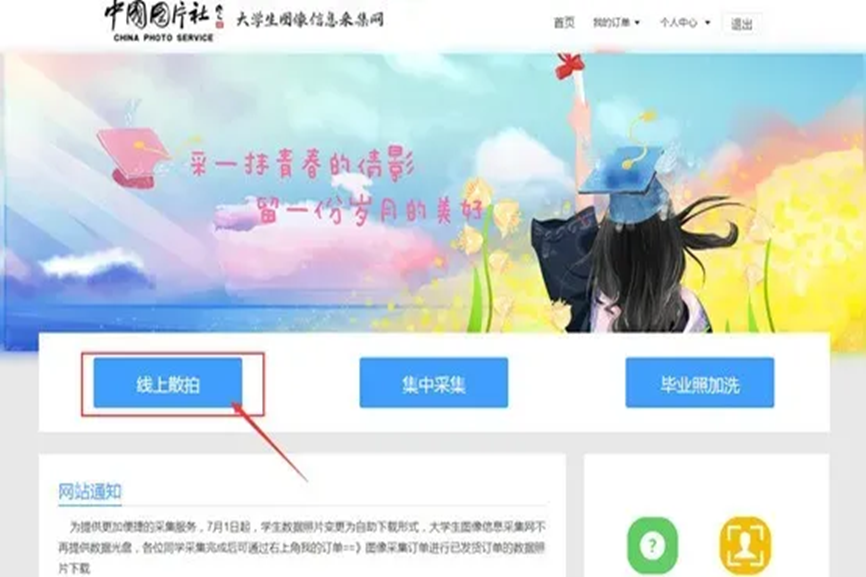 中国图片社
CHINA PHOTO SERVICE
大学生图像信息采集网
首页 我的订单 个人中心 退出
采一抹青春的倩影
留一份岁月的美好
线上散拍 集中采集 毕业照加洗
网站通知
为提供更加便捷的采集服务，7月1日起，学生数据照片变更为自助下载形式，大学生图像信息采集网不
再提供数据光盘，各位同学采集完成后可通过右上角我的订单==》图像采集订单进行已发货订单的数据照
片下载
?